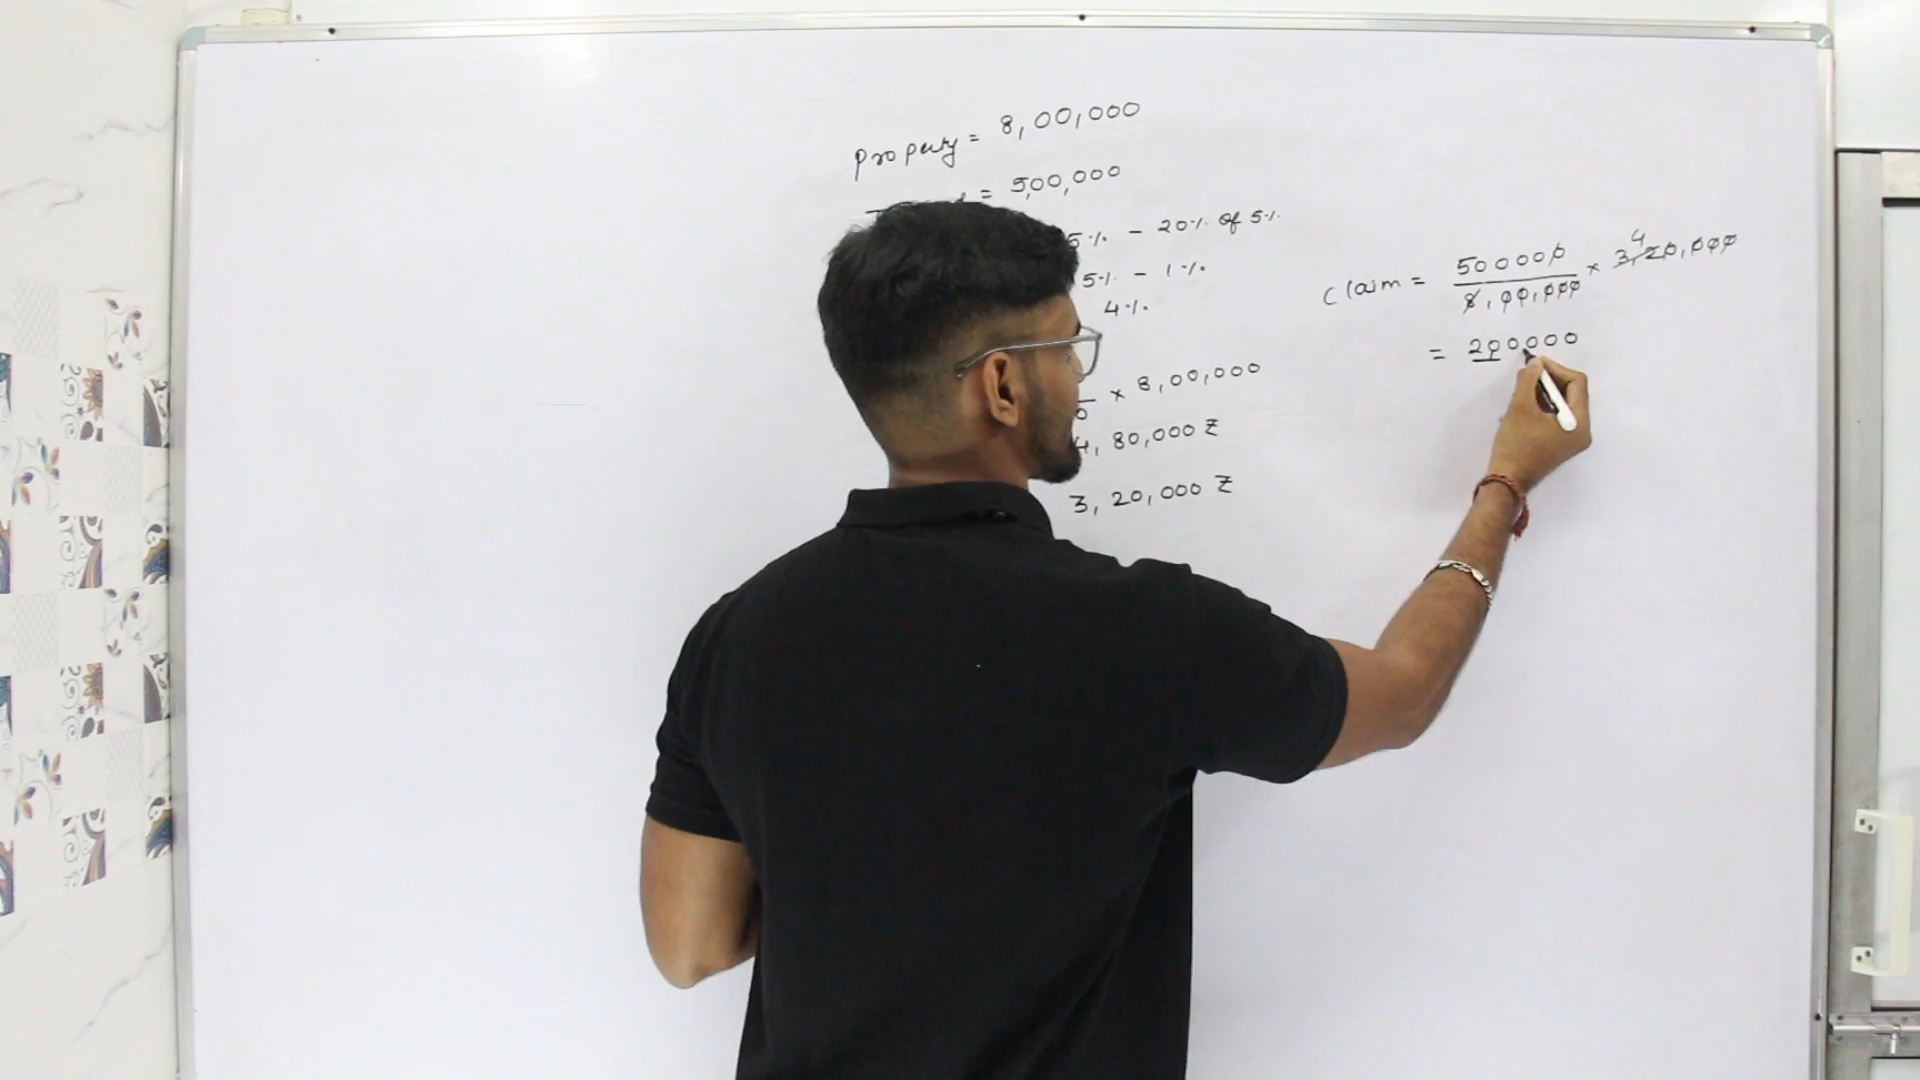 Property = 8,00,000
= 5,00,000
5% - 20% of 5%
5% - 1%
4%
× 8,00,000
4, 80,000 ₹
3, 20,000 ₹
Claim = 500000 / 8,00,000 × 3,20,000
4
= 200000